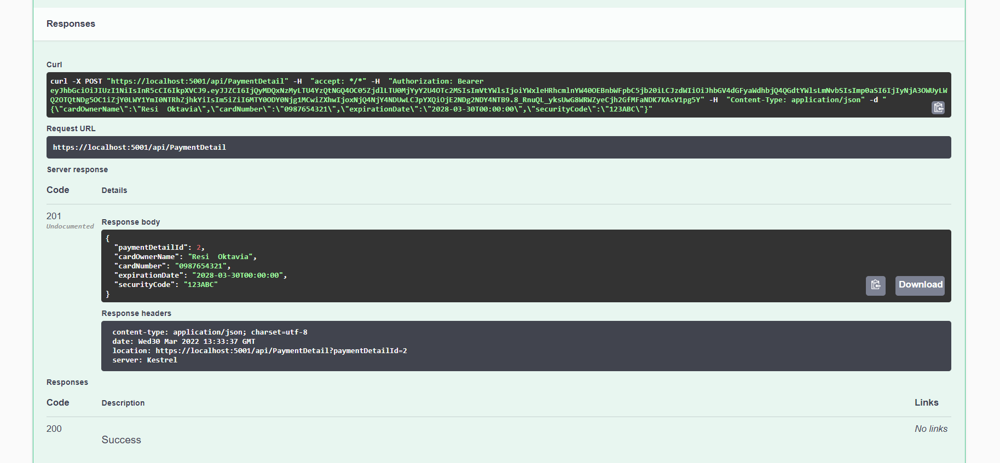 Responses
Curl
curl -X POST "https://localhost:5001/api/PaymentDetail" -H  "accept: */*" -H  "Authorization: Bearer
eyJhbGciOiJIUzI1NiIsInR5cCI6IkpXVCJ9.eyJJZCI6IjQyMDQxNzMyLTU4YzQtNGQ4OC05ZjdlLTU0MjYyY2U4OTc2MSIsImVtYWlsIjoiYWxleHRhcmlnYW40OEBnbWFpbC5jb20iLCJzdWIiOiJhbGV4dGFyaWdhbjQ4QGdtYWlsLmNvbSIsImp0aSI6IjIyNjA3OWUyLW
Q2OTQtNDg5OC1iZjY0LWY1YmI0NTRhZjhkYiIsIm5iZiI6MTY0ODY0Njg1MCwiZXhwIjoxNjQ4NjY4NDUwLCJpYXQiOjE2NDg2NDY4NTB9.8_RnuQL_yksUwG8WRWZyeCjh2GfMFaNDK7KAsV1pg5Y" -H  "Content-Type: application/json" -d "
{\"cardOwnerName\":\"Resi  Oktavia\",\"cardNumber\":\"0987654321\",\"expirationDate\":\"2028-03-30T00:00:00\",\"securityCode\":\"123ABC\"}"
Request URL
https://localhost:5001/api/PaymentDetail
Server response
Code Details
201
Undocumented
Response body
{
"paymentDetailId": 2,
"cardOwnerName": "Resi  Oktavia",
"cardNumber": "0987654321",
"expirationDate": "2028-03-30T00:00:00",
"securityCode": "123ABC"
}
Download
Response headers
content-type: application/json; charset=utf-8
date: Wed30 Mar 2022 13:33:37 GMT
location: https://localhost:5001/api/PaymentDetail?paymentDetailId=2
server: Kestrel
Responses
Code Description Links
200 No links
Success